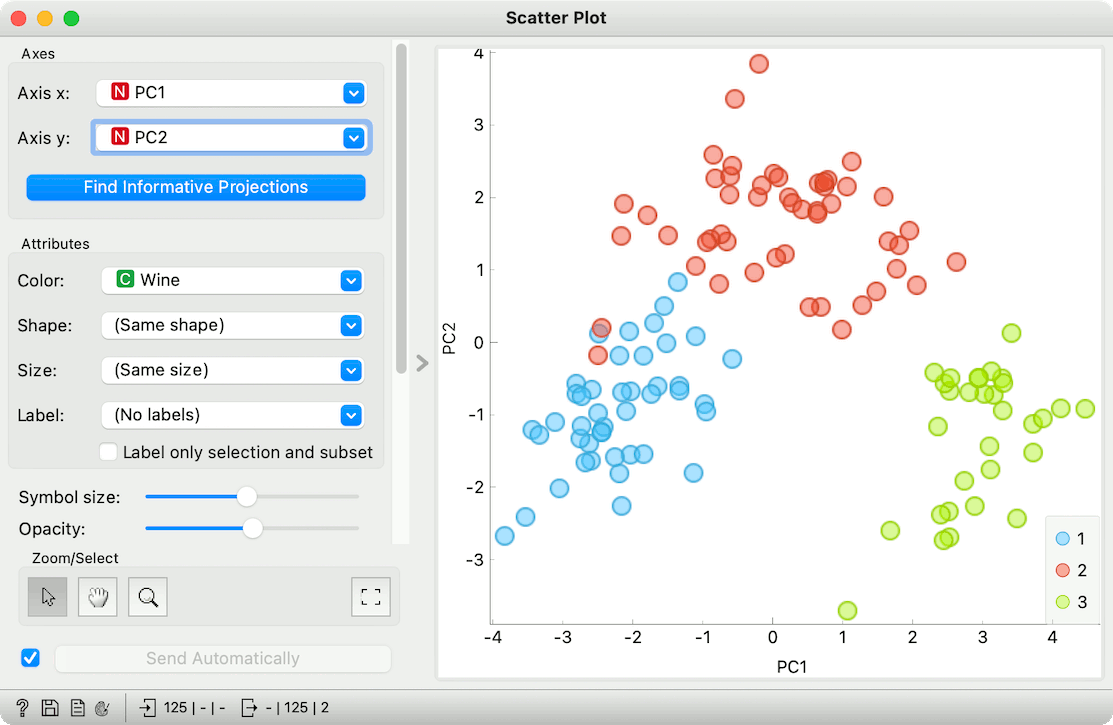 Scatter Plot
Axes
Axis x: N PC1
Axis y: N PC2
Find Informative Projections
Attributes
Color: C Wine
Shape: (Same shape)
Size: (Same size)
Label: (No labels)
Label only selection and subset
Symbol size:
Opacity:
Zoom/Select
Send Automatically
? 125 | - | - - | 125 | 2
4
3
2
1
0
-1
-2
-3
PC2
-4 -3 -2 -1 0 1 2 3 4
PC1
1
2
3